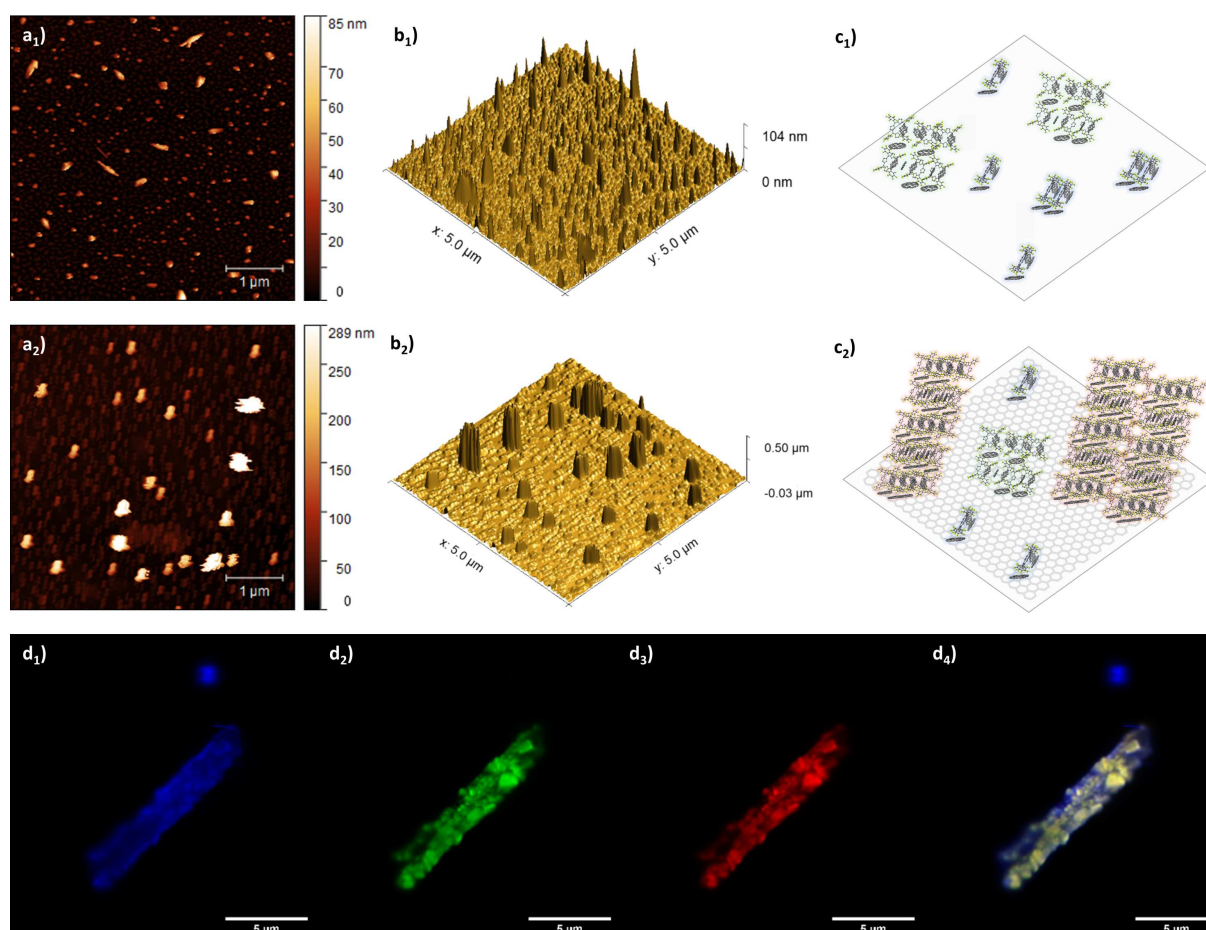 a1)
85 nm
70
60
50
40
30
20
10
0
1 µm
b1)
104 nm
0 nm
x: 5.0 µm
y: 5.0 µm
c1)
a2)
289 nm
250
200
150
100
50
0
1 µm
b2)
0.50 µm
-0.03 µm
x: 5.0 µm
y: 5.0 µm
c2)
d1)
d2)
d3)
d4)
5 µm
5 µm
5 µm
5 µm